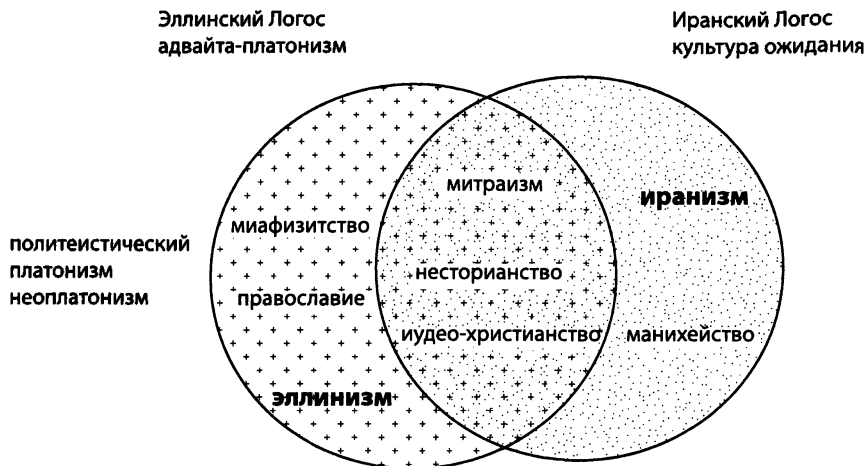 Эллинский Логос
адвайта-платонизм
Иранский Логос
культура ожидания
митраизм
иранизм
миафизитство
политеистический
платонизм
неоплатонизм
несторианство
православие
иудео-христианство
манихейство
эллинизм